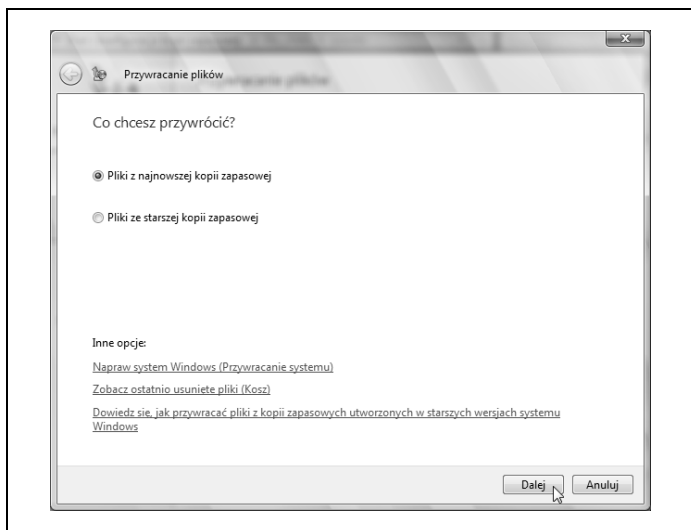 Przywracanie plików
Co chcesz przywrócić?
Pliki z najnowszej kopii zapasowej
Pliki ze starszej kopii zapasowej
Inne opcje:
Napraw system Windows (Przywracanie systemu)
Zobacz ostatnio usuniete pliki (Kosz)
Dowiedz sie, jak przywracać pliki z kopii zapasowych utworzonych w starszych wersjach systemu
Windows
Dalej Anuluj